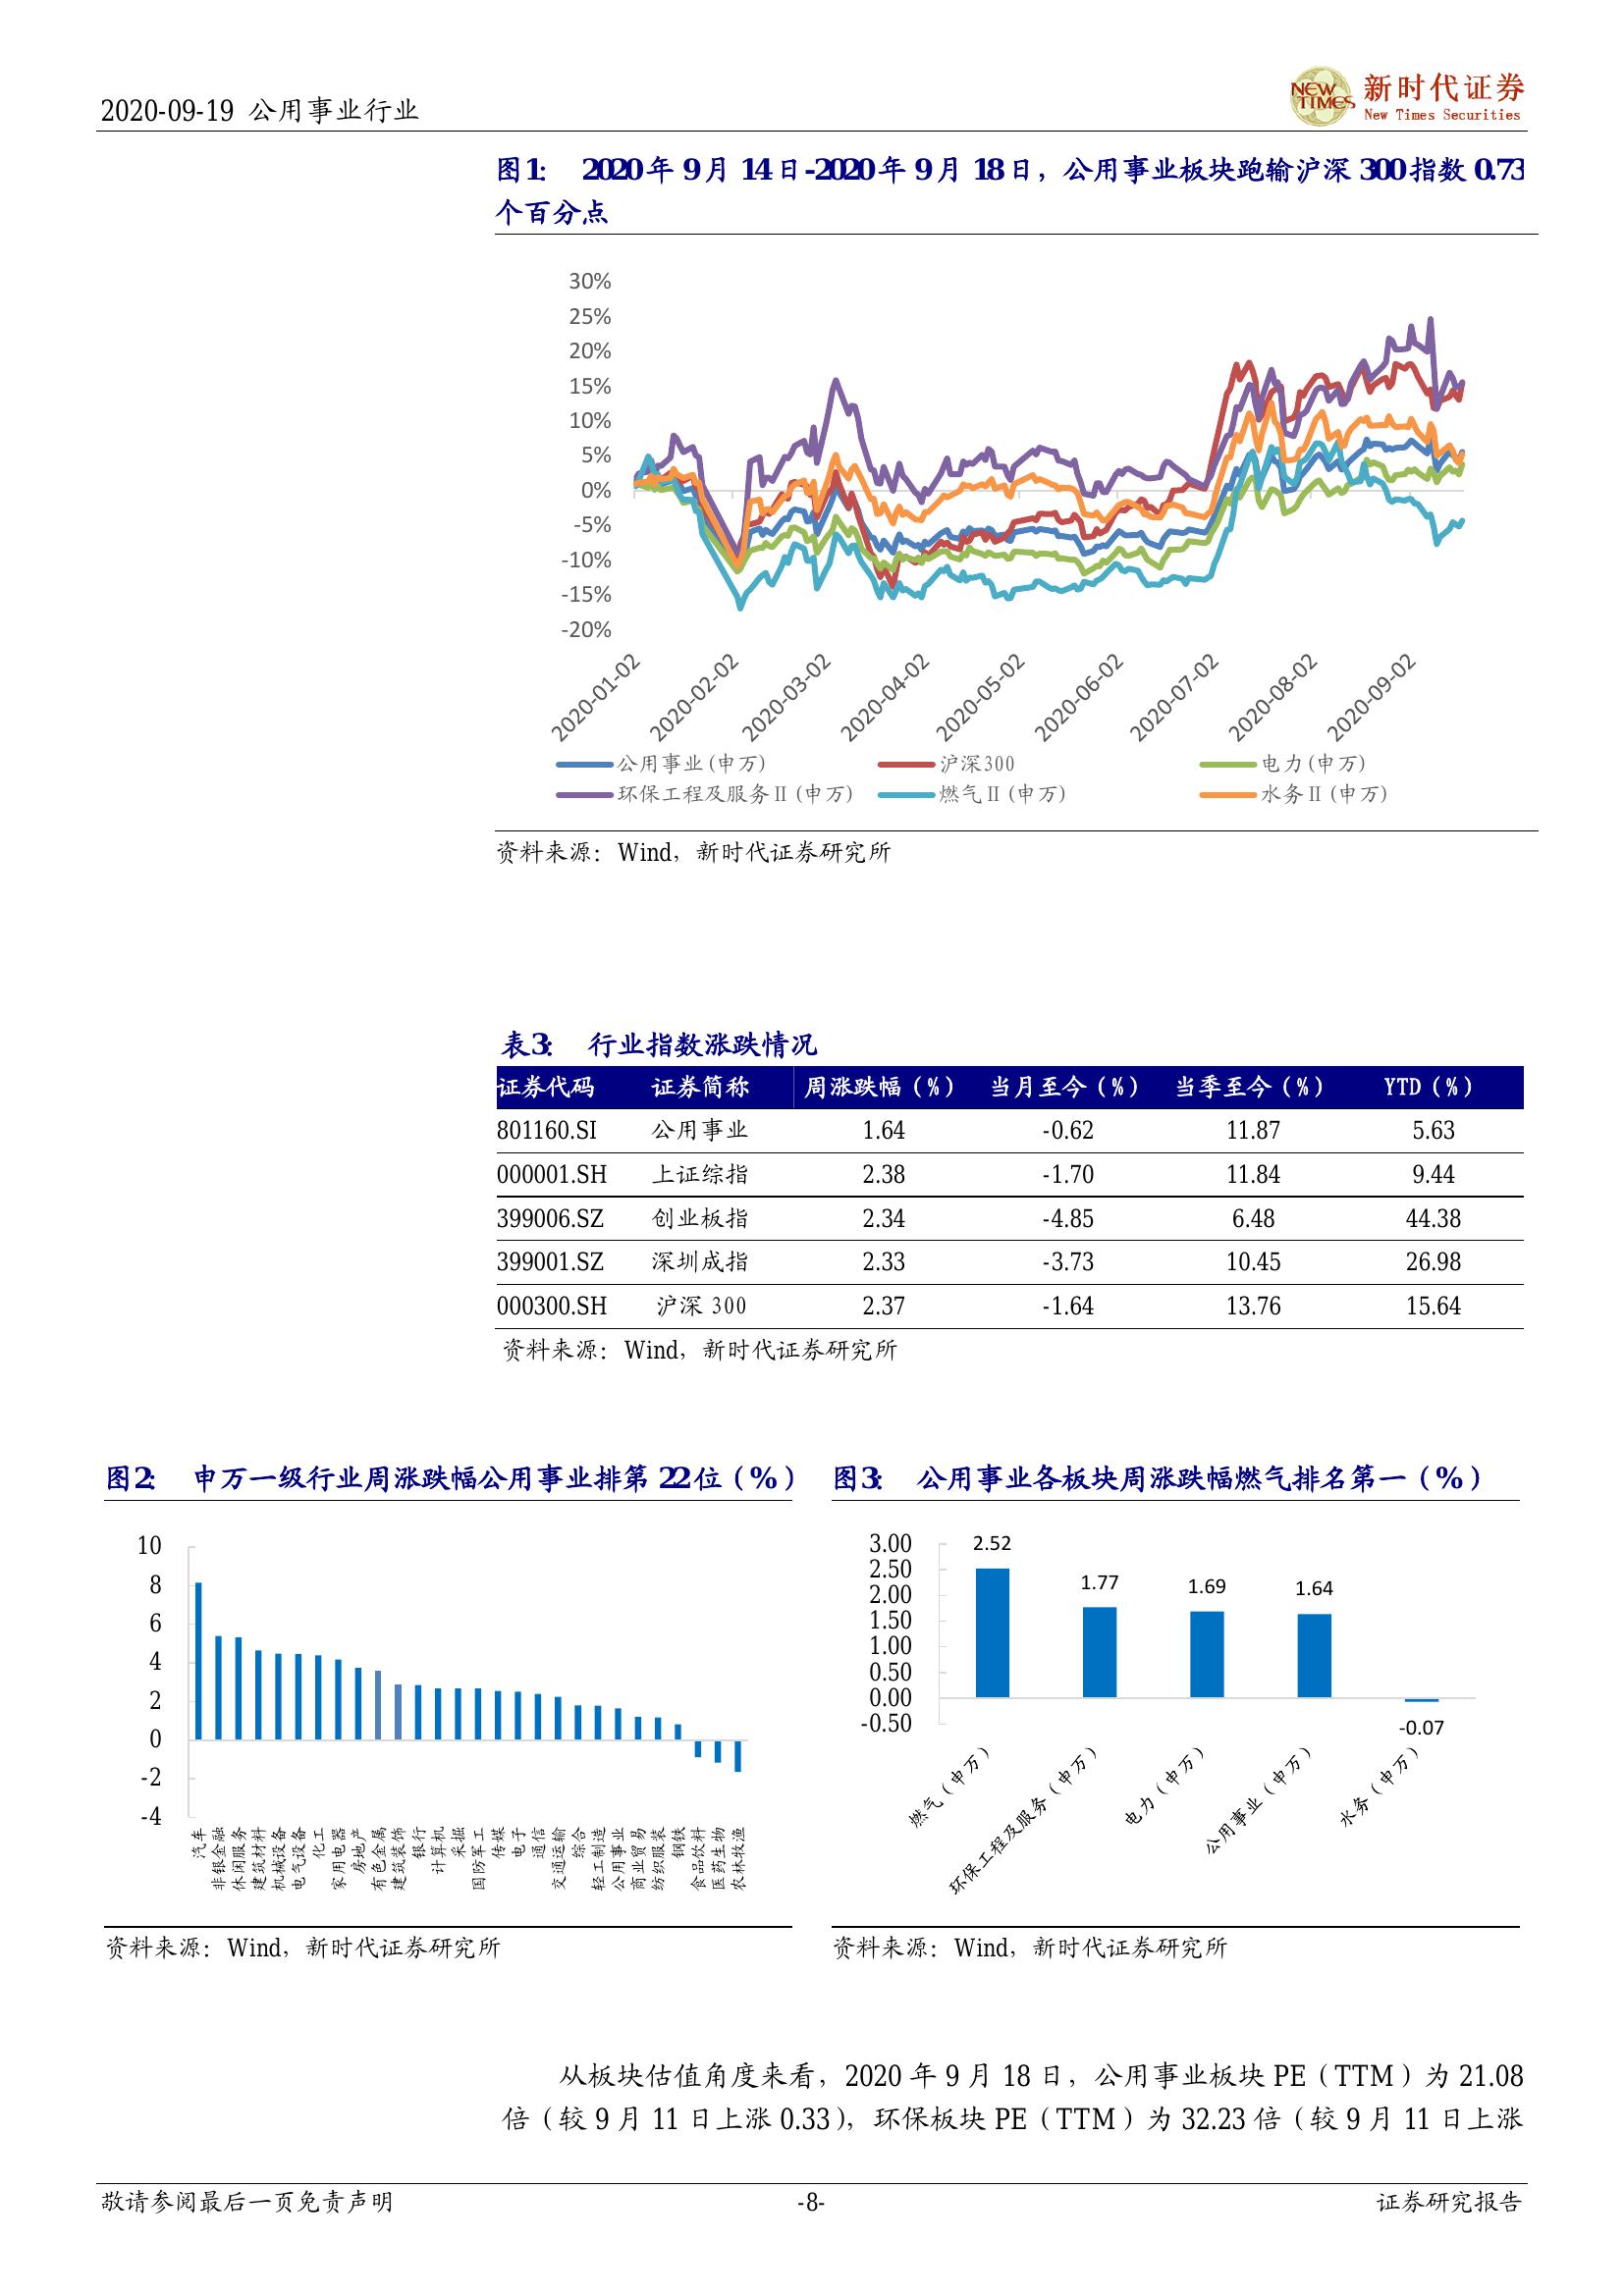 2020-09-19 公用事业行业
NEW TIMES
新时代证券
New Times Securities
图1： 2020年 9月 14日-2020年 9月 18日，公用事业板块跑输沪深 300指数 0.73
个百分点
30%
25%
20%
15%
10%
5%
0%
-5%
-10%
-15%
-20%
2020-01-02
2020-02-02
2020-03-02
2020-04-02
2020-05-02
2020-06-02
2020-07-02
2020-08-02
2020-09-02
公用事业(申万) 沪深300 电力(申万)
环保工程及服务Ⅱ(申万) 燃气Ⅱ(申万) 水务Ⅱ(申万)
资料来源：Wind，新时代证券研究所
表3： 行业指数涨跌情况
证券代码 证券简称 周涨跌幅（%） 当月至今（%） 当季至今（%） YTD（%）
801160.SI 公用事业 1.64 -0.62 11.87 5.63
000001.SH 上证综指 2.38 -1.70 11.84 9.44
399006.SZ 创业板指 2.34 -4.85 6.48 44.38
399001.SZ 深圳成指 2.33 -3.73 10.45 26.98
000300.SH 沪深 300 2.37 -1.64 13.76 15.64
资料来源：Wind，新时代证券研究所
图2： 申万一级行业周涨跌幅公用事业排第 22位（%）
10
8
6
4
2
0
-2
-4
汽车
非银金融
休闲服务
建筑材料
机械设备
电气设备
化工
家用电器
房地产
有色金属
建筑装饰
银行
计算机
采掘
国防军工
传媒
电子
通信
交通运输
综合
轻工制造
公用事业
商业贸易
纺织服装
钢铁
食品饮料
医药生物
农林牧渔
资料来源：Wind，新时代证券研究所
图3： 公用事业各板块周涨跌幅燃气排名第一（%）
3.00
2.50
2.00
1.50
1.00
0.50
0.00
-0.50
2.52
1.77
1.69
1.64
-0.07
燃气（申万）
环保工程及服务（申万）
电力（申万）
公用事业（申万）
水务（申万）
资料来源：Wind，新时代证券研究所
从板块估值角度来看，2020 年 9 月 18 日，公用事业板块 PE（TTM）为 21.08
倍（较 9 月 11 日上涨 0.33），环保板块 PE（TTM）为 32.23 倍（较 9 月 11 日上涨
敬请参阅最后一页免责声明 -8- 证券研究报告